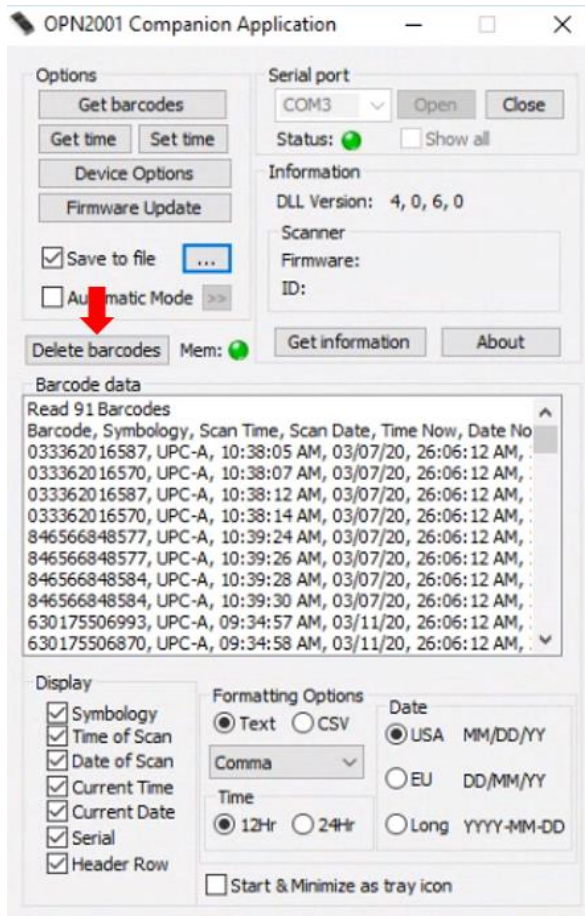 OPN2001 Companion Application
Options
Get barcodes
Get time Set time
Device Options
Firmware Update
Save to file ...
Automatic Mode >>
Delete barcodes Mem:
Serial port
COM3 Open Close
Status: Show all
Information
DLL Version: 4, 0, 6, 0
Scanner
Firmware:
ID:
Get information About
Barcode data
Read 91 Barcodes
Barcode, Symbology, Scan Time, Scan Date, Time Now, Date No
033362016587, UPC-A, 10:38:05 AM, 03/07/20, 26:06:12 AM,
033362016570, UPC-A, 10:38:07 AM, 03/07/20, 26:06:12 AM,
033362016587, UPC-A, 10:38:12 AM, 03/07/20, 26:06:12 AM,
033362016570, UPC-A, 10:38:14 AM, 03/07/20, 26:06:12 AM,
846566848577, UPC-A, 10:39:24 AM, 03/07/20, 26:06:12 AM,
846566848577, UPC-A, 10:39:26 AM, 03/07/20, 26:06:12 AM,
846566848584, UPC-A, 10:39:28 AM, 03/07/20, 26:06:12 AM,
846566848584, UPC-A, 10:39:30 AM, 03/07/20, 26:06:12 AM,
630175506993, UPC-A, 09:34:57 AM, 03/11/20, 26:06:12 AM,
630175506870, UPC-A, 09:34:58 AM, 03/11/20, 26:06:12 AM,
Display
Symbology
Time of Scan
Date of Scan
Current Time
Current Date
Serial
Header Row
Formatting Options
Text CSV
Comma
Time
12Hr 24Hr
Date
USA MM/DD/YY
EU DD/MM/YY
Long YYYY-MM-DD
Start & Minimize as tray icon